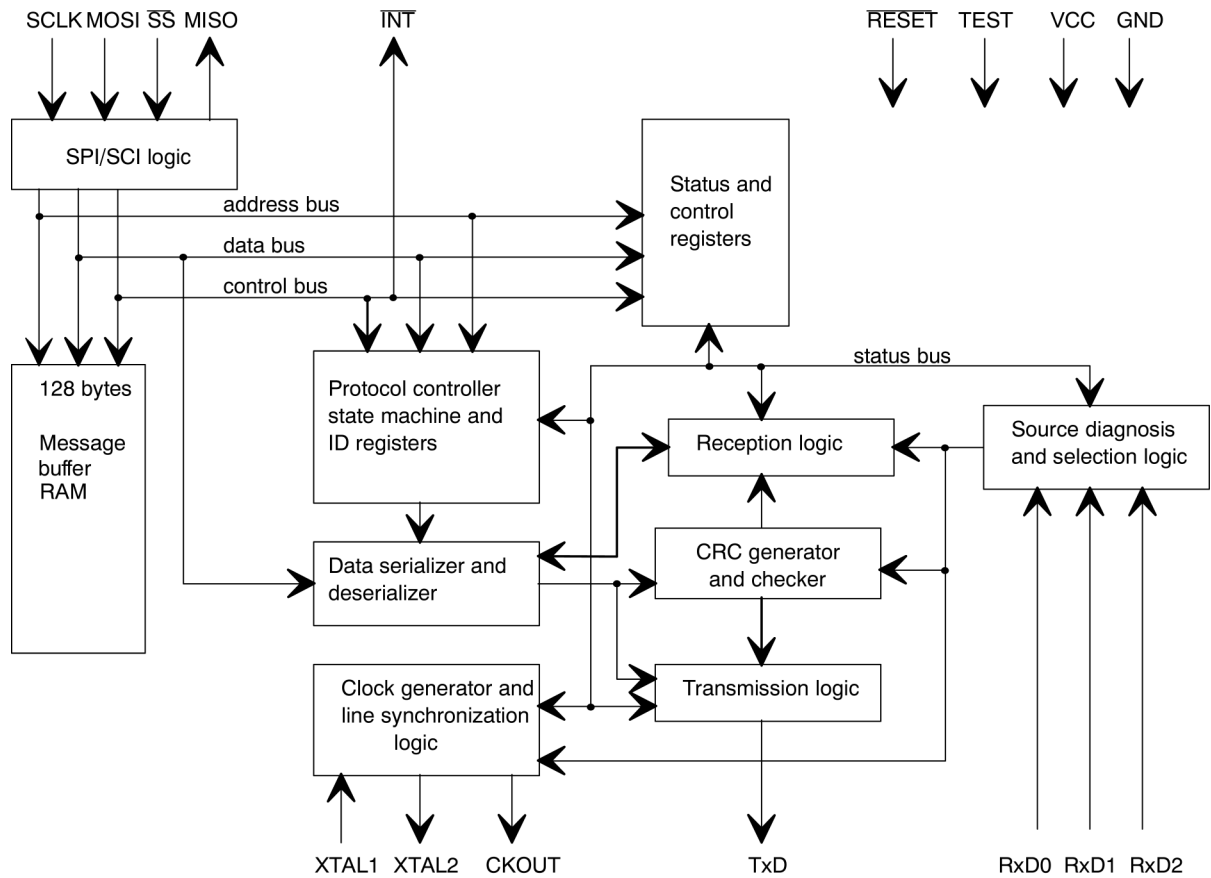 SCLK MOSI SS MISO INT RESET TEST VCC GND
SPI/SCI logic
Status and
control
registers
address bus
data bus
control bus
status bus
128 bytes
Message
buffer
RAM
Protocol controller
state machine and
ID registers
Reception logic
Source diagnosis
and selection logic
Data serializer and
deserializer
CRC generator
and checker
Clock generator and
line synchronization
logic
Transmission logic
XTAL1 XTAL2 CKOUT TxD RxD0 RxD1 RxD2